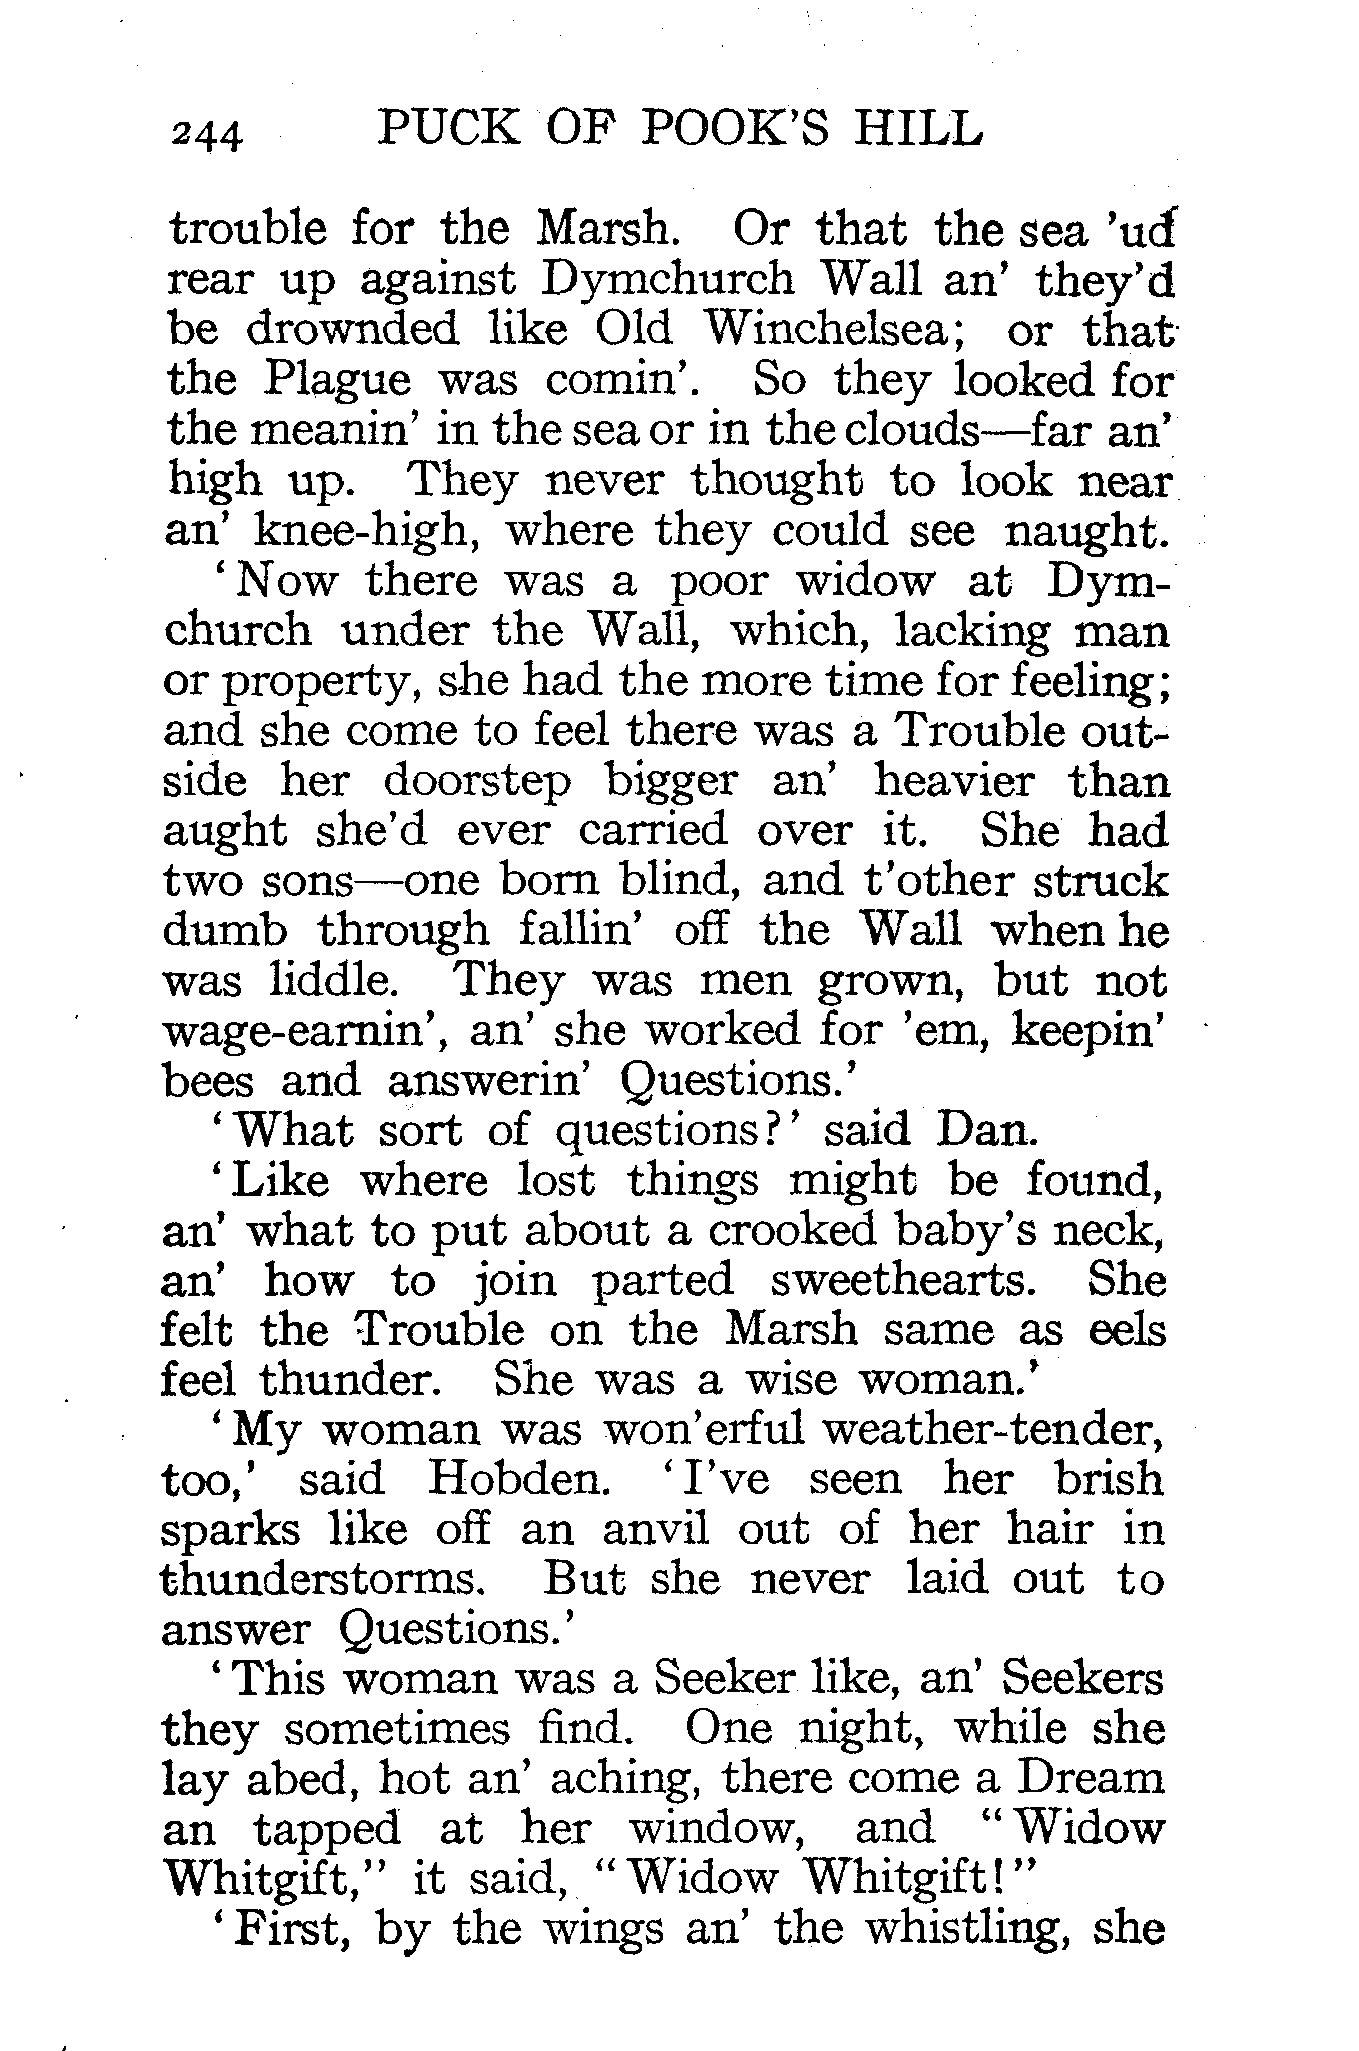 244 PUCK OF POOK'S HILL
trouble for the Marsh. Or that the sea 'ud
rear up against Dymchurch Wall an' they'd
be drownded like Old Winchelsea; or that
the Plague was comin'. So they looked for
the meanin' in the sea or in the clouds—far an'
high up. They never thought to look near
an' knee-high, where they could see naught.
'Now there was a poor widow at Dym-
church under the Wall, which, lacking man
or property, she had the more time for feeling;
and she come to feel there was a Trouble out-
side her doorstep bigger an' heavier than
aught she'd ever carried over it. She had
two sons—one born blind, and t'other struck
dumb through fallin' off the Wall when he
was liddle. They was men grown, but not
wage-earnin', an' she worked for 'em, keepin'
bees and answerin' Questions.'
'What sort of questions?' said Dan.
'Like where lost things might be found,
an' what to put about a crooked baby's neck,
an' how to join parted sweethearts. She
felt the Trouble on the Marsh same as eels
feel thunder. She was a wise woman.'
'My woman was won'erful weather-tender,
too,' said Hobden. 'I've seen her brish
sparks like off an anvil out of her hair in
thunderstorms. But she never laid out to
answer Questions.'
'This woman was a Seeker like, an' Seekers
they sometimes find. One night, while she
lay abed, hot an' aching, there come a Dream
an tapped at her window, and "Widow
Whitgift," it said, "Widow Whitgift!"
'First, by the wings an' the whistling, she